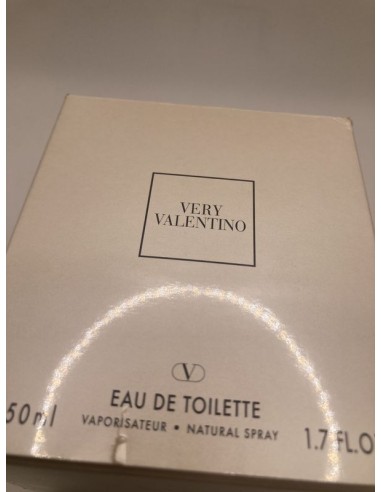 VERY
VALENTINO
V
EAU DE TOILETTE
50ml VAPORISATEUR • NATURAL SPRAY 1.7 FL.O